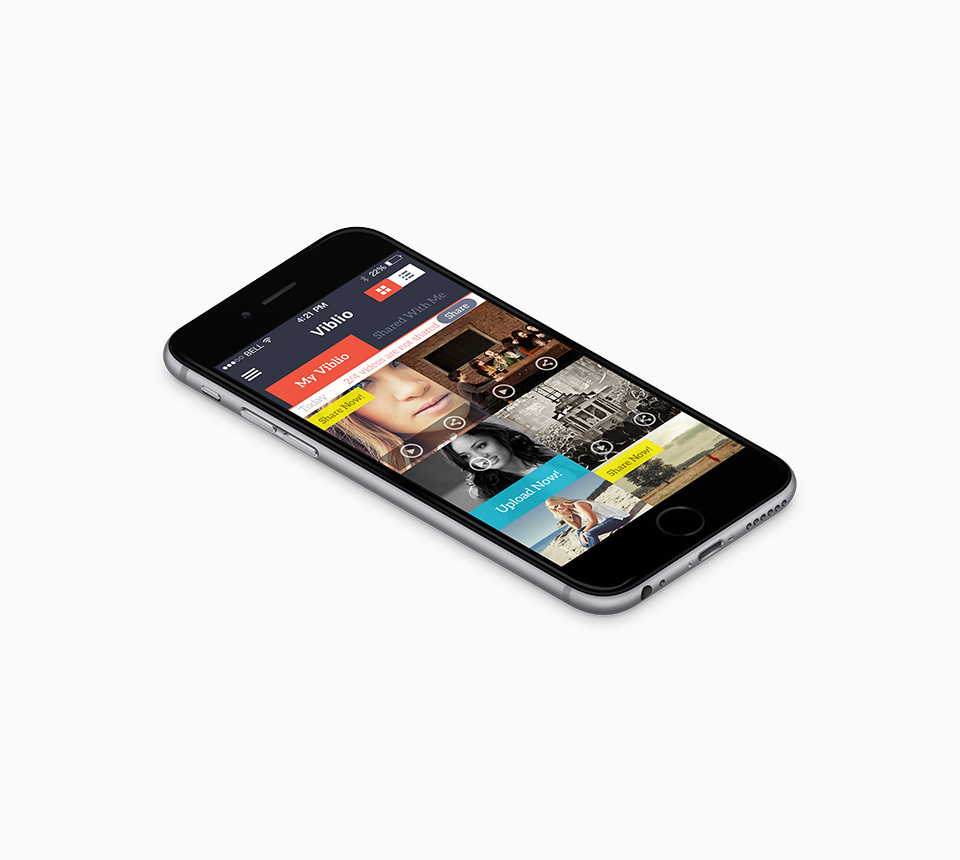 BELL 4:21 PM 22%
Viblio
My Viblio Shared With Me
2/4 videos are not shared Share
Today
Share Now!
Share Now!
Upload Now!